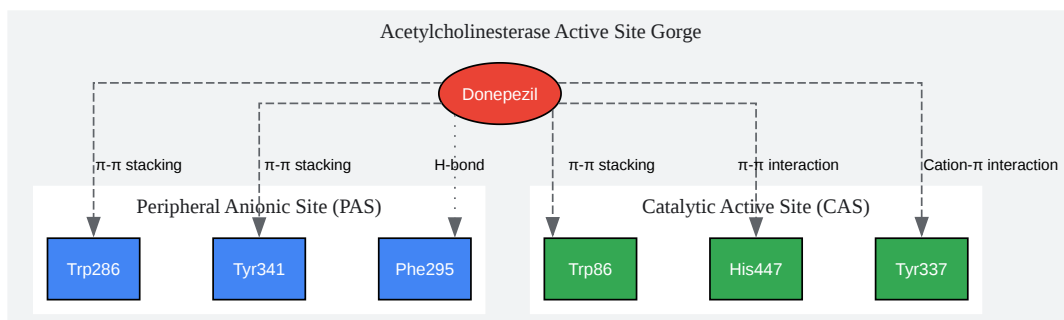 Acetylcholinesterase Active Site Gorge
Donepezil
π-π stacking
π-π stacking
H-bond
π-π stacking
π-π interaction
Cation-π interaction
Peripheral Anionic Site (PAS)
Catalytic Active Site (CAS)
Trp286
Tyr341
Phe295
Trp86
His447
Tyr337